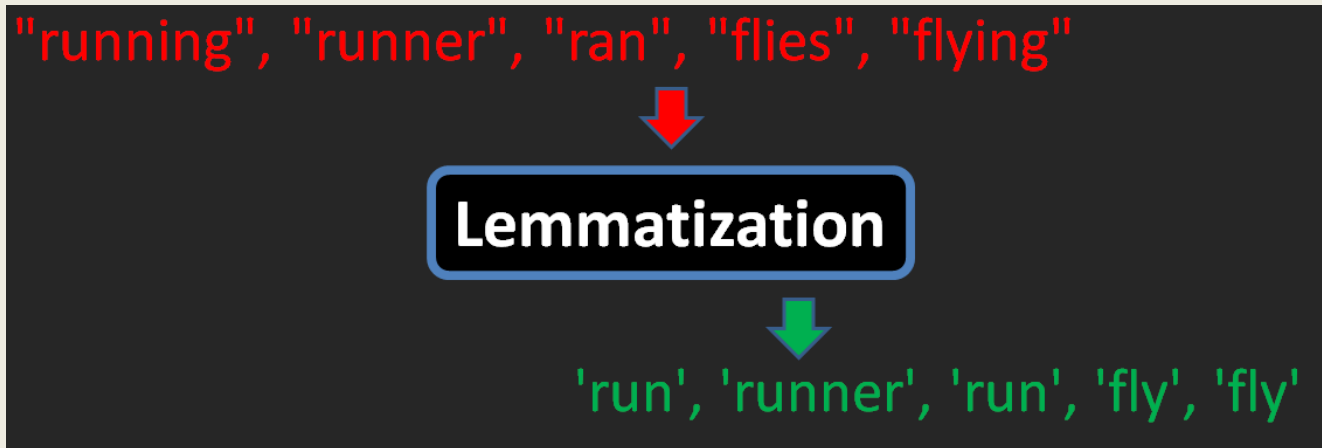 "running", "runner", "ran", "flies", "flying"
Lemmatization
'run', 'runner', 'run', 'fly', 'fly'